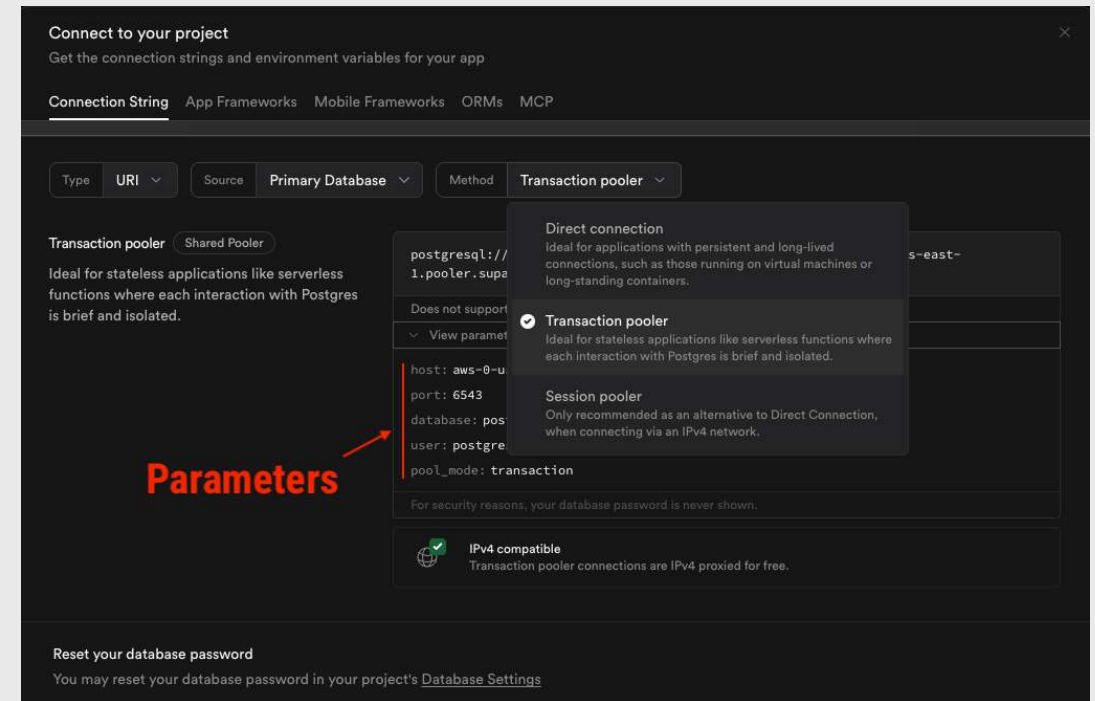 Connect to your project
Get the connection strings and environment variables for your app
Connection String App Frameworks Mobile Frameworks ORMs MCP
Type URI Source Primary Database Method Transaction pooler
Transaction pooler Shared Pooler
Ideal for stateless applications like serverless
functions where each interaction with Postgres
is brief and isolated.
postgresql:// s-east-
1.pooler.supa
Does not support
View paramet
host: aws-0-u
port: 6543
database: pos
user: postgre
pool_mode: transaction
For security reasons, your database password is never shown.
Direct connection
Ideal for applications with persistent and long-lived
connections, such as those running on virtual machines or
long-standing containers.
Transaction pooler
Ideal for stateless applications like serverless functions where
each interaction with Postgres is brief and isolated.
Session pooler
Only recommended as an alternative to Direct Connection,
when connecting via an IPv4 network.
Parameters
IPv4 compatible
Transaction pooler connections are IPv4 proxied for free.
Reset your database password
You may reset your database password in your project's Database Settings